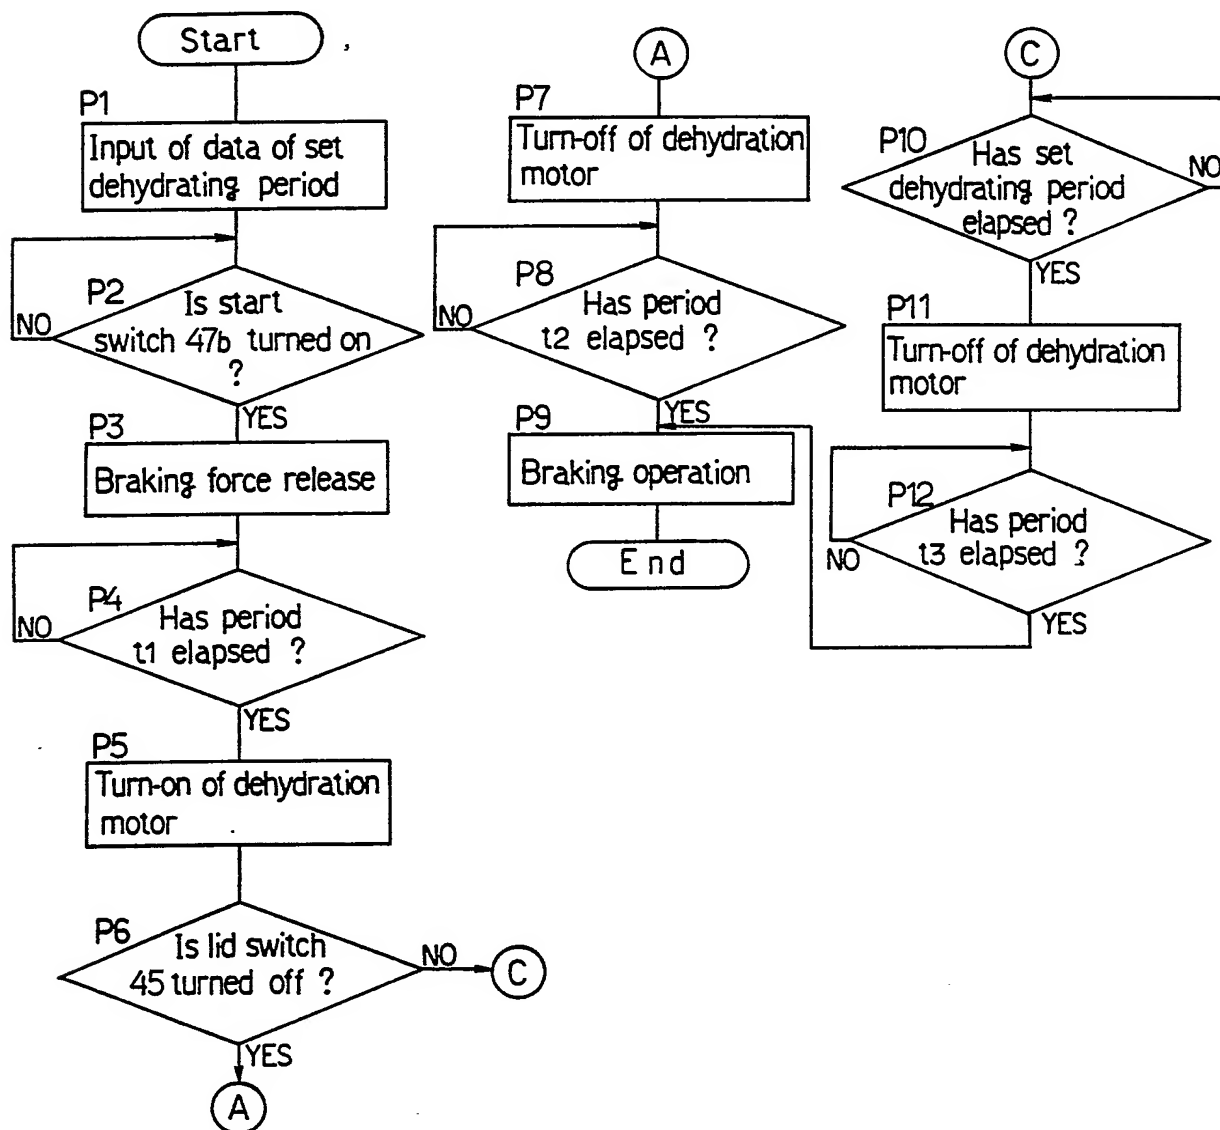 Start
P1
Input of data of set
dehydrating period
P2
Is start
switch 47b turned on
?
NO
YES
P3
Braking force release
P4
Has period
t1 elapsed ?
NO
YES
P5
Turn-on of dehydration
motor
P6
Is lid switch
45 turned off ?
NO
C
YES
A
A
P7
Turn-off of dehydration
motor
P8
Has period
t2 elapsed ?
NO
YES
P9
Braking operation
End
C
P10
Has set
dehydrating period
elapsed ?
NO
YES
P11
Turn-off of dehydration
motor
P12
Has period
t3 elapsed ?
NO
YES